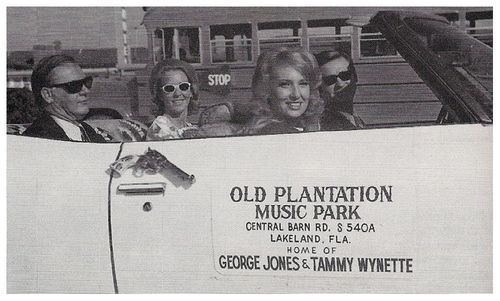 STOP
OLD PLANTATION
MUSIC PARK
CENTRAL BARN RD. & 540A
LAKELAND, FLA.
HOME OF
GEORGE JONES & TAMMY WYNETTE